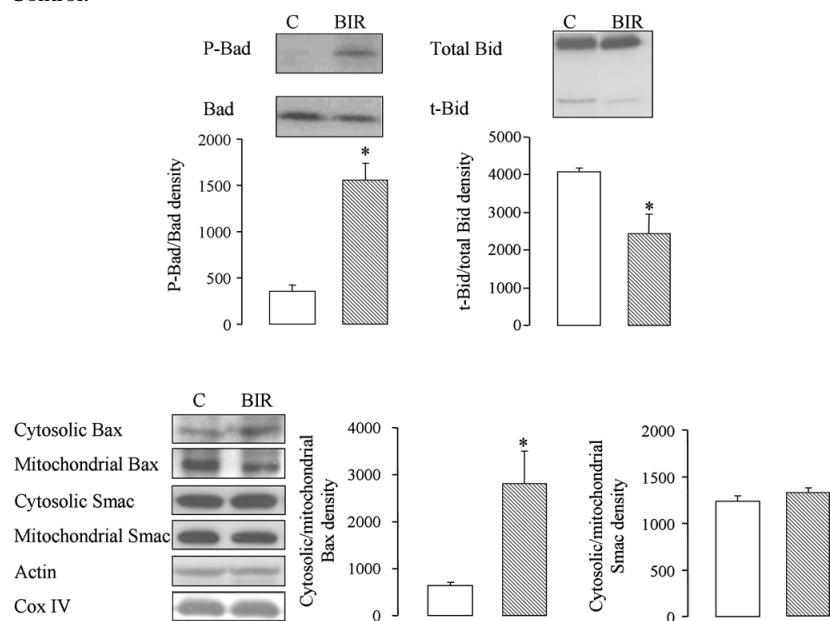 Control.
C BIR
P-Bad
Bad
2000
1500
1000
500
0
P-Bad/Bad density
*
C BIR
Total Bid
t-Bid
5000
4000
3000
2000
1000
0
t-Bid/total Bid density
*
C BIR
Cytosolic Bax
Mitochondrial Bax
Cytosolic Smac
Mitochondrial Smac
Actin
Cox IV
Cytosolic/mitochondrial
Bax density
4000
3000
2000
1000
0
*
Cytosolic/mitochondrial
Smac density
2000
1500
1000
500
0